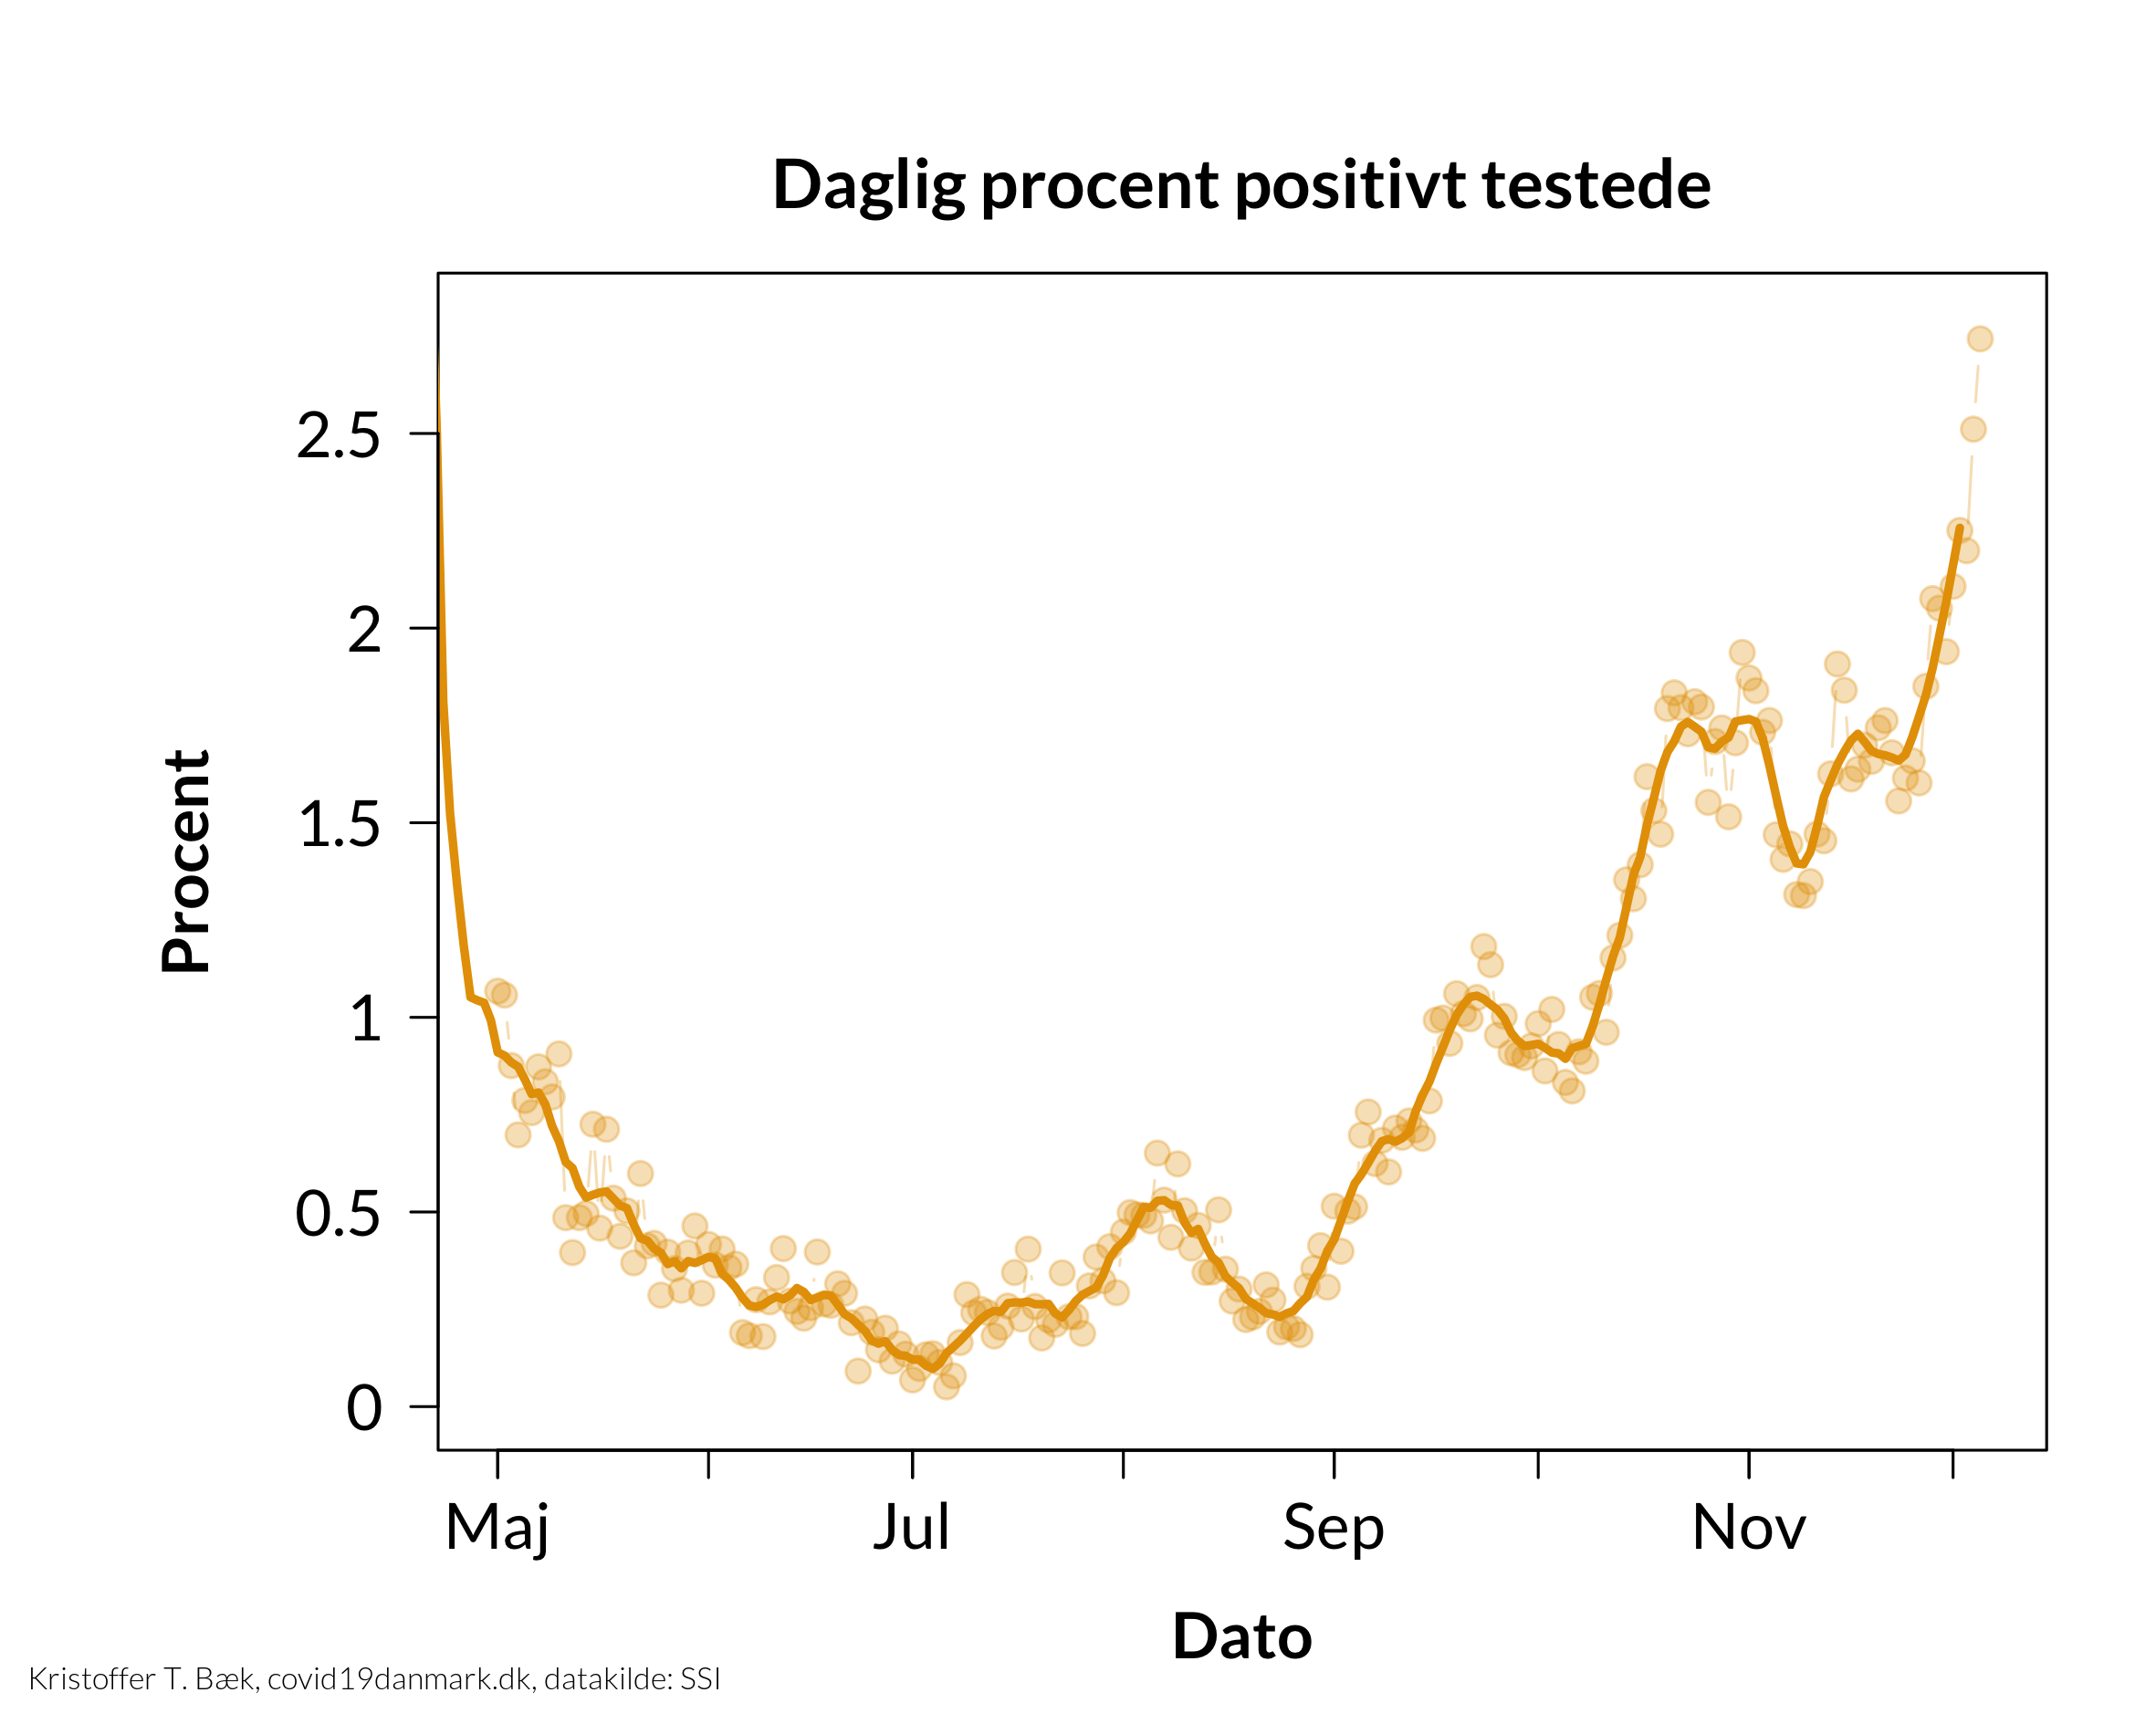 Daglig procent positivt testede
Procent
2.5
2
1.5
1
0.5
0
Maj Jul Sep Nov
Dato
Kristoffer T. Bæk, covid19danmark.dk, datakilde: SSI